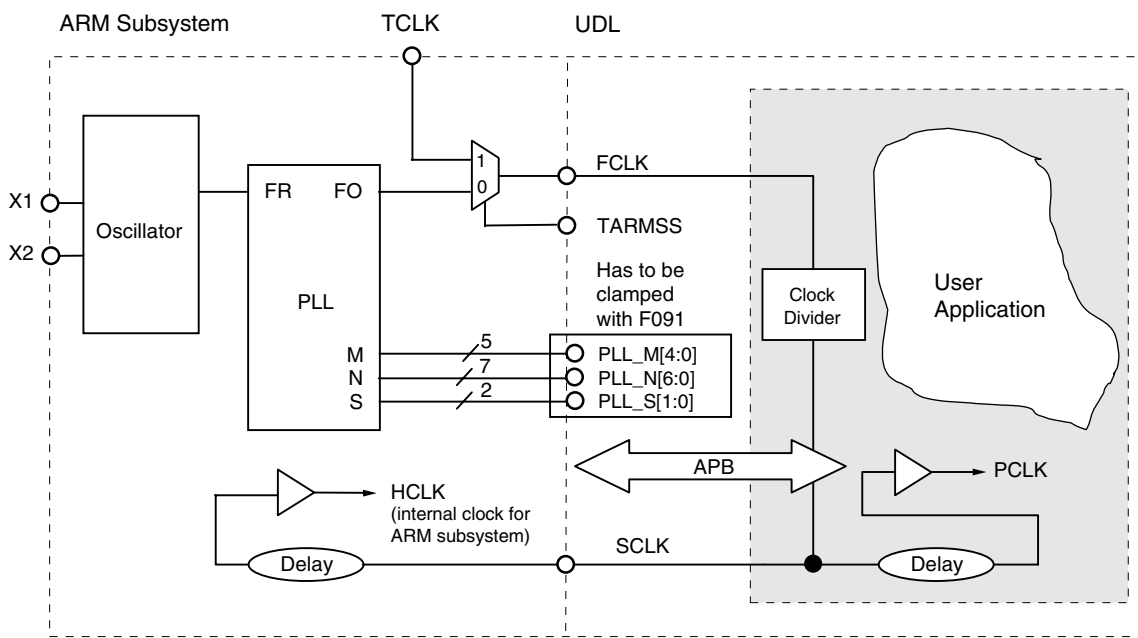 ARM Subsystem
TCLK
UDL
X1
X2
Oscillator
FR
FO
PLL
M
N
S
1
0
FCLK
TARMSS
Has to be
clamped
with F091
5
7
2
PLL_M[4:0]
PLL_N[6:0]
PLL_S[1:0]
Clock
Divider
User
Application
APB
HCLK
(internal clock for
ARM subsystem)
PCLK
SCLK
Delay
Delay